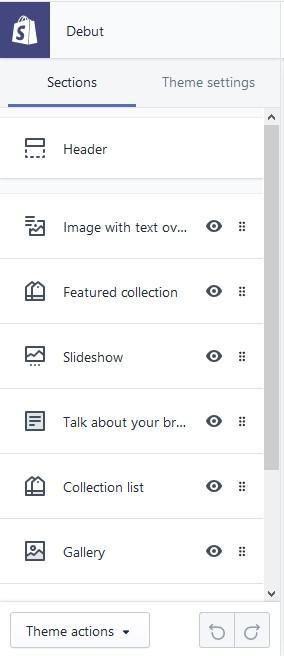 Debut
Sections Theme settings
Header
Image with text ov...
Featured collection
Slideshow
Talk about your br...
Collection list
Gallery
Theme actions